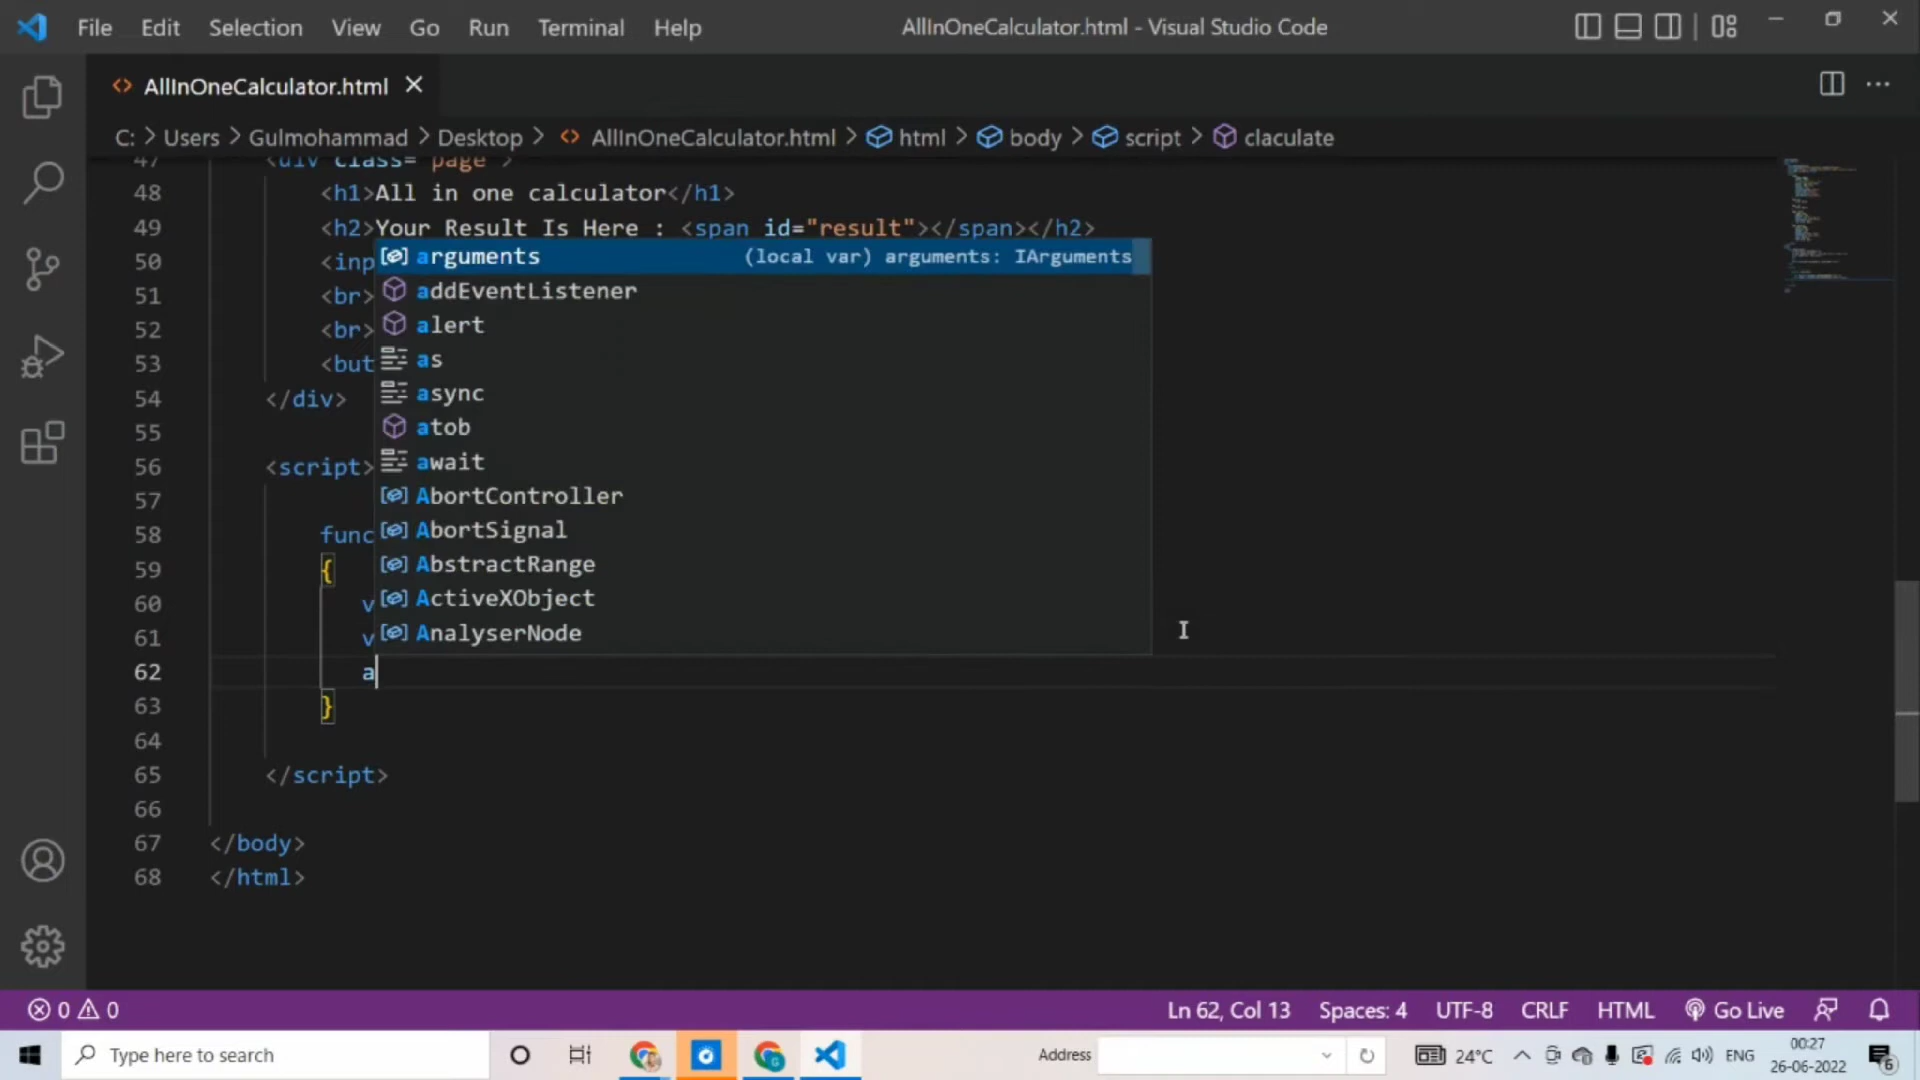 File Edit Selection View Go Run Terminal Help AllInOneCalculator.html - Visual Studio Code
AllInOneCalculator.html
C: > Users > Gulmohammad > Desktop > AllInOneCalculator.html > html > body > script > claculate
47 <div class="page">
48 <h1>All in one calculator</h1>
49 <h2>Your Result Is Here : <span id="result"></span></h2>
50 <inp
51 <br>
52 <br>
53 <but
54 </div>
55
56 <script>
57
58 func
59 {
60 v
61 v
62 a
63 }
64
65 </script>
66
67 </body>
68 </html>
arguments (local var) arguments: IArguments
addEventListener
alert
as
async
atob
await
AbortController
AbortSignal
AbstractRange
ActiveXObject
AnalyserNode
0 0 Ln 62, Col 13 Spaces: 4 UTF-8 CRLF HTML Go Live
Type here to search Address 24°C ENG 00:27
26-06-2022 6